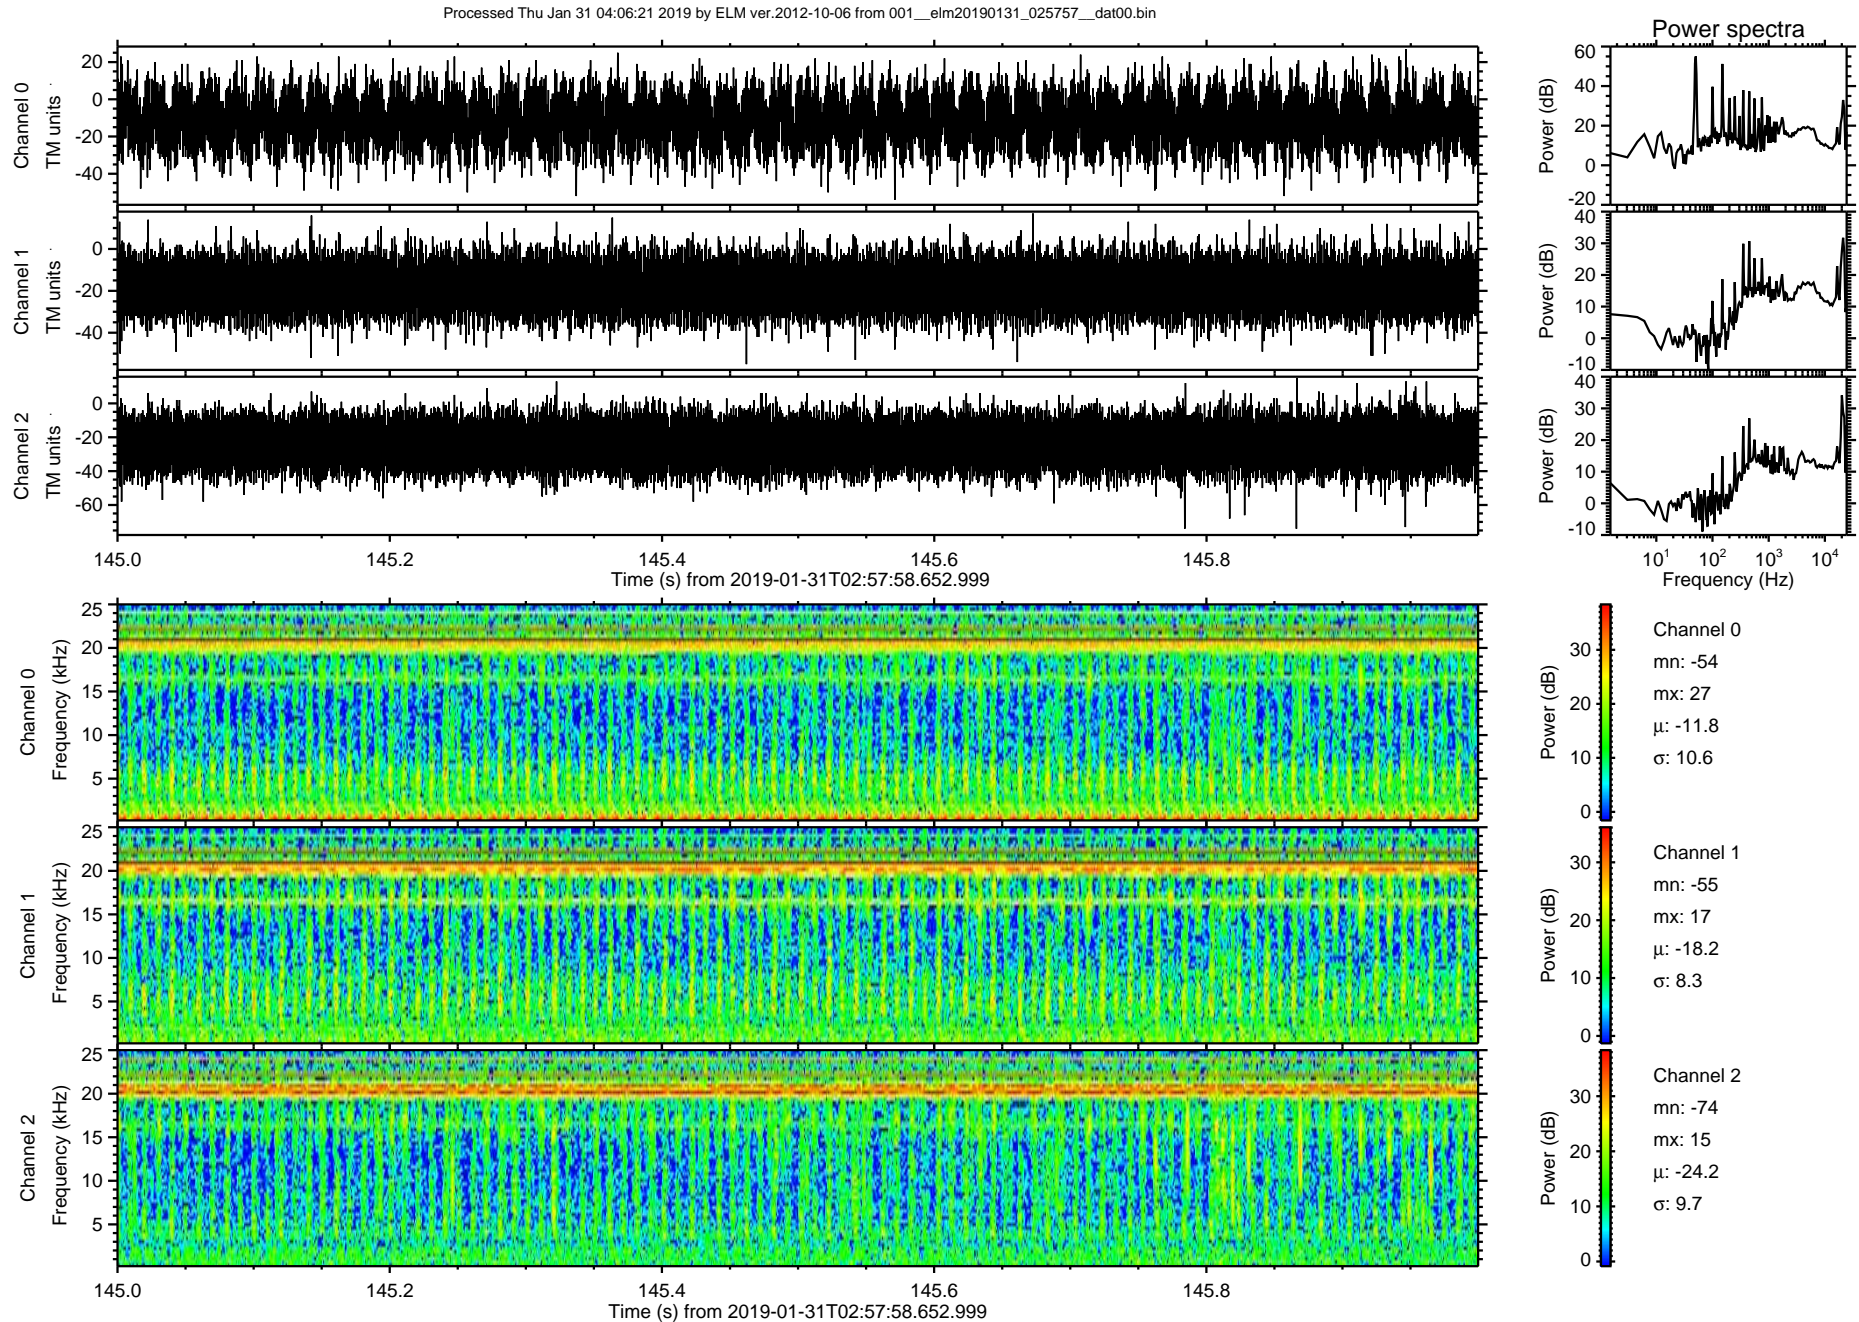 Processed Thu Jan 31 04:06:21 2019 by ELM ver.2012-10-06 from 001__elm20190131_025757__dat00.bin
Power spectra
Channel 0
TM units
20
0
-20
-40
Power (dB)
60
40
20
0
-20
Channel 1
TM units
0
-20
-40
Power (dB)
40
30
20
10
0
-10
Channel 2
TM units
0
-20
-40
-60
Power (dB)
40
30
20
10
0
-10
145.0 145.2 145.4 145.6 145.8
Time (s) from 2019-01-31T02:57:58.652.999
10^1 10^2 10^3 10^4
Frequency (Hz)
Channel 0
Frequency (kHz)
25
20
15
10
5
Power (dB)
30
20
10
0
Channel 0
mn: -54
mx: 27
μ: -11.8
σ: 10.6
Channel 1
Frequency (kHz)
25
20
15
10
5
Power (dB)
30
20
10
0
Channel 1
mn: -55
mx: 17
μ: -18.2
σ: 8.3
Channel 2
Frequency (kHz)
25
20
15
10
5
Power (dB)
30
20
10
0
Channel 2
mn: -74
mx: 15
μ: -24.2
σ: 9.7
145.0 145.2 145.4 145.6 145.8
Time (s) from 2019-01-31T02:57:58.652.999